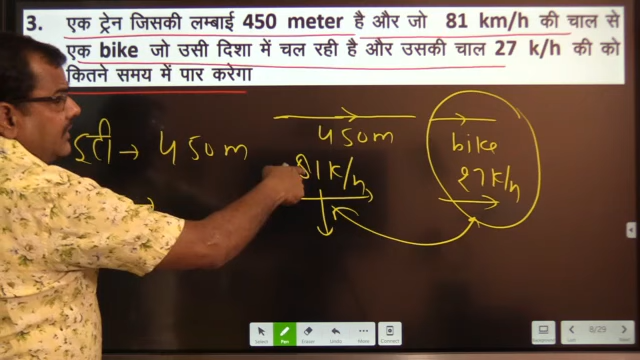 3. एक ट्रेन जिसकी लम्बाई 450 meter है और जो 81 km/h की चाल से
एक bike जो उसी दिशा में चल रही है और उसकी चाल 27 k/h की को
कितने समय में पार करेगा
450m
bike
दूरी → 450m
81K/h
27K/h
Select
Pen
Eraser
Undo
More
Connect
8/29